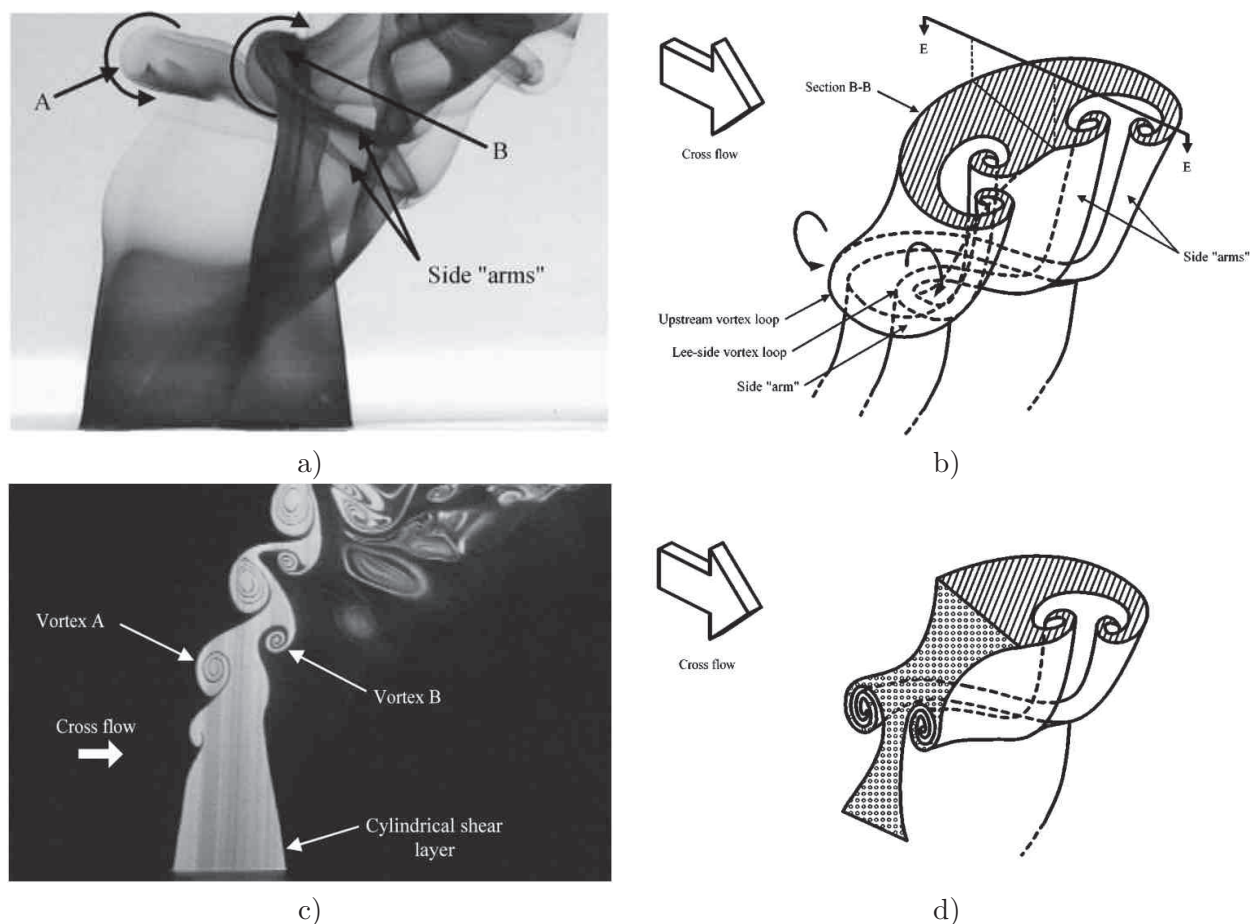 A
B
Side "arms"
a)
E
Section B-B
Cross flow
E
Side "arms"
Upstream vortex loop
Lee-side vortex loop
Side "arm"
b)
Vortex A
Vortex B
Cross flow
Cylindrical shear
layer
c)
Cross flow
d)